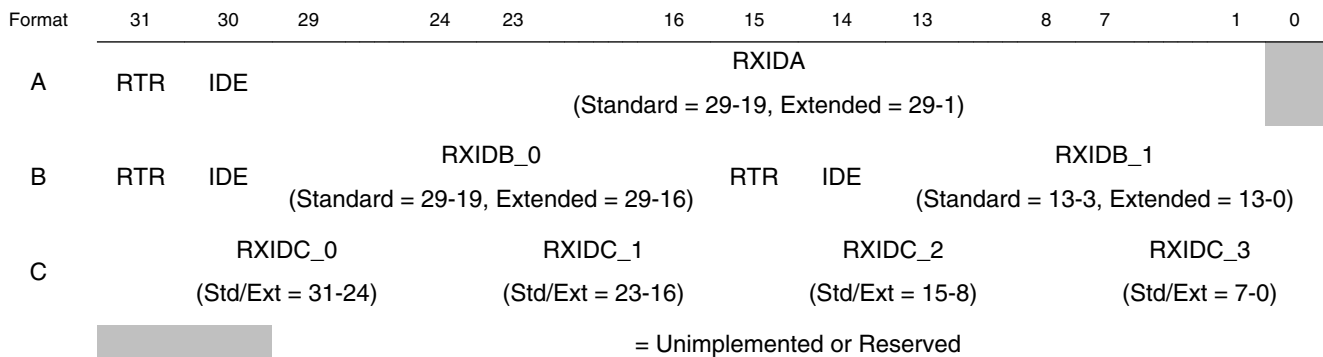 Format 31 30 29 24 23 16 15 14 13 8 7 1 0
A RTR IDE RXIDA
(Standard = 29-19, Extended = 29-1)
B RTR IDE RXIDB_0 RTR IDE RXIDB_1
(Standard = 29-19, Extended = 29-16) (Standard = 13-3, Extended = 13-0)
C RXIDC_0 RXIDC_1 RXIDC_2 RXIDC_3
(Std/Ext = 31-24) (Std/Ext = 23-16) (Std/Ext = 15-8) (Std/Ext = 7-0)
= Unimplemented or Reserved